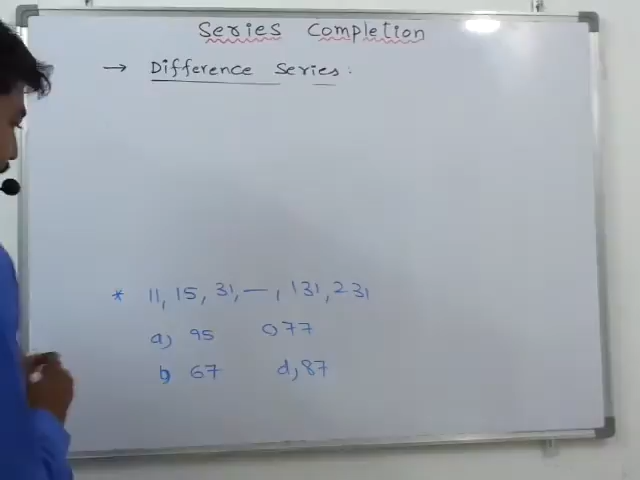 Series Completion
→ Difference Series:
* 11, 15, 31, —, 131, 231
a) 95 c) 77
b) 67 d, 87